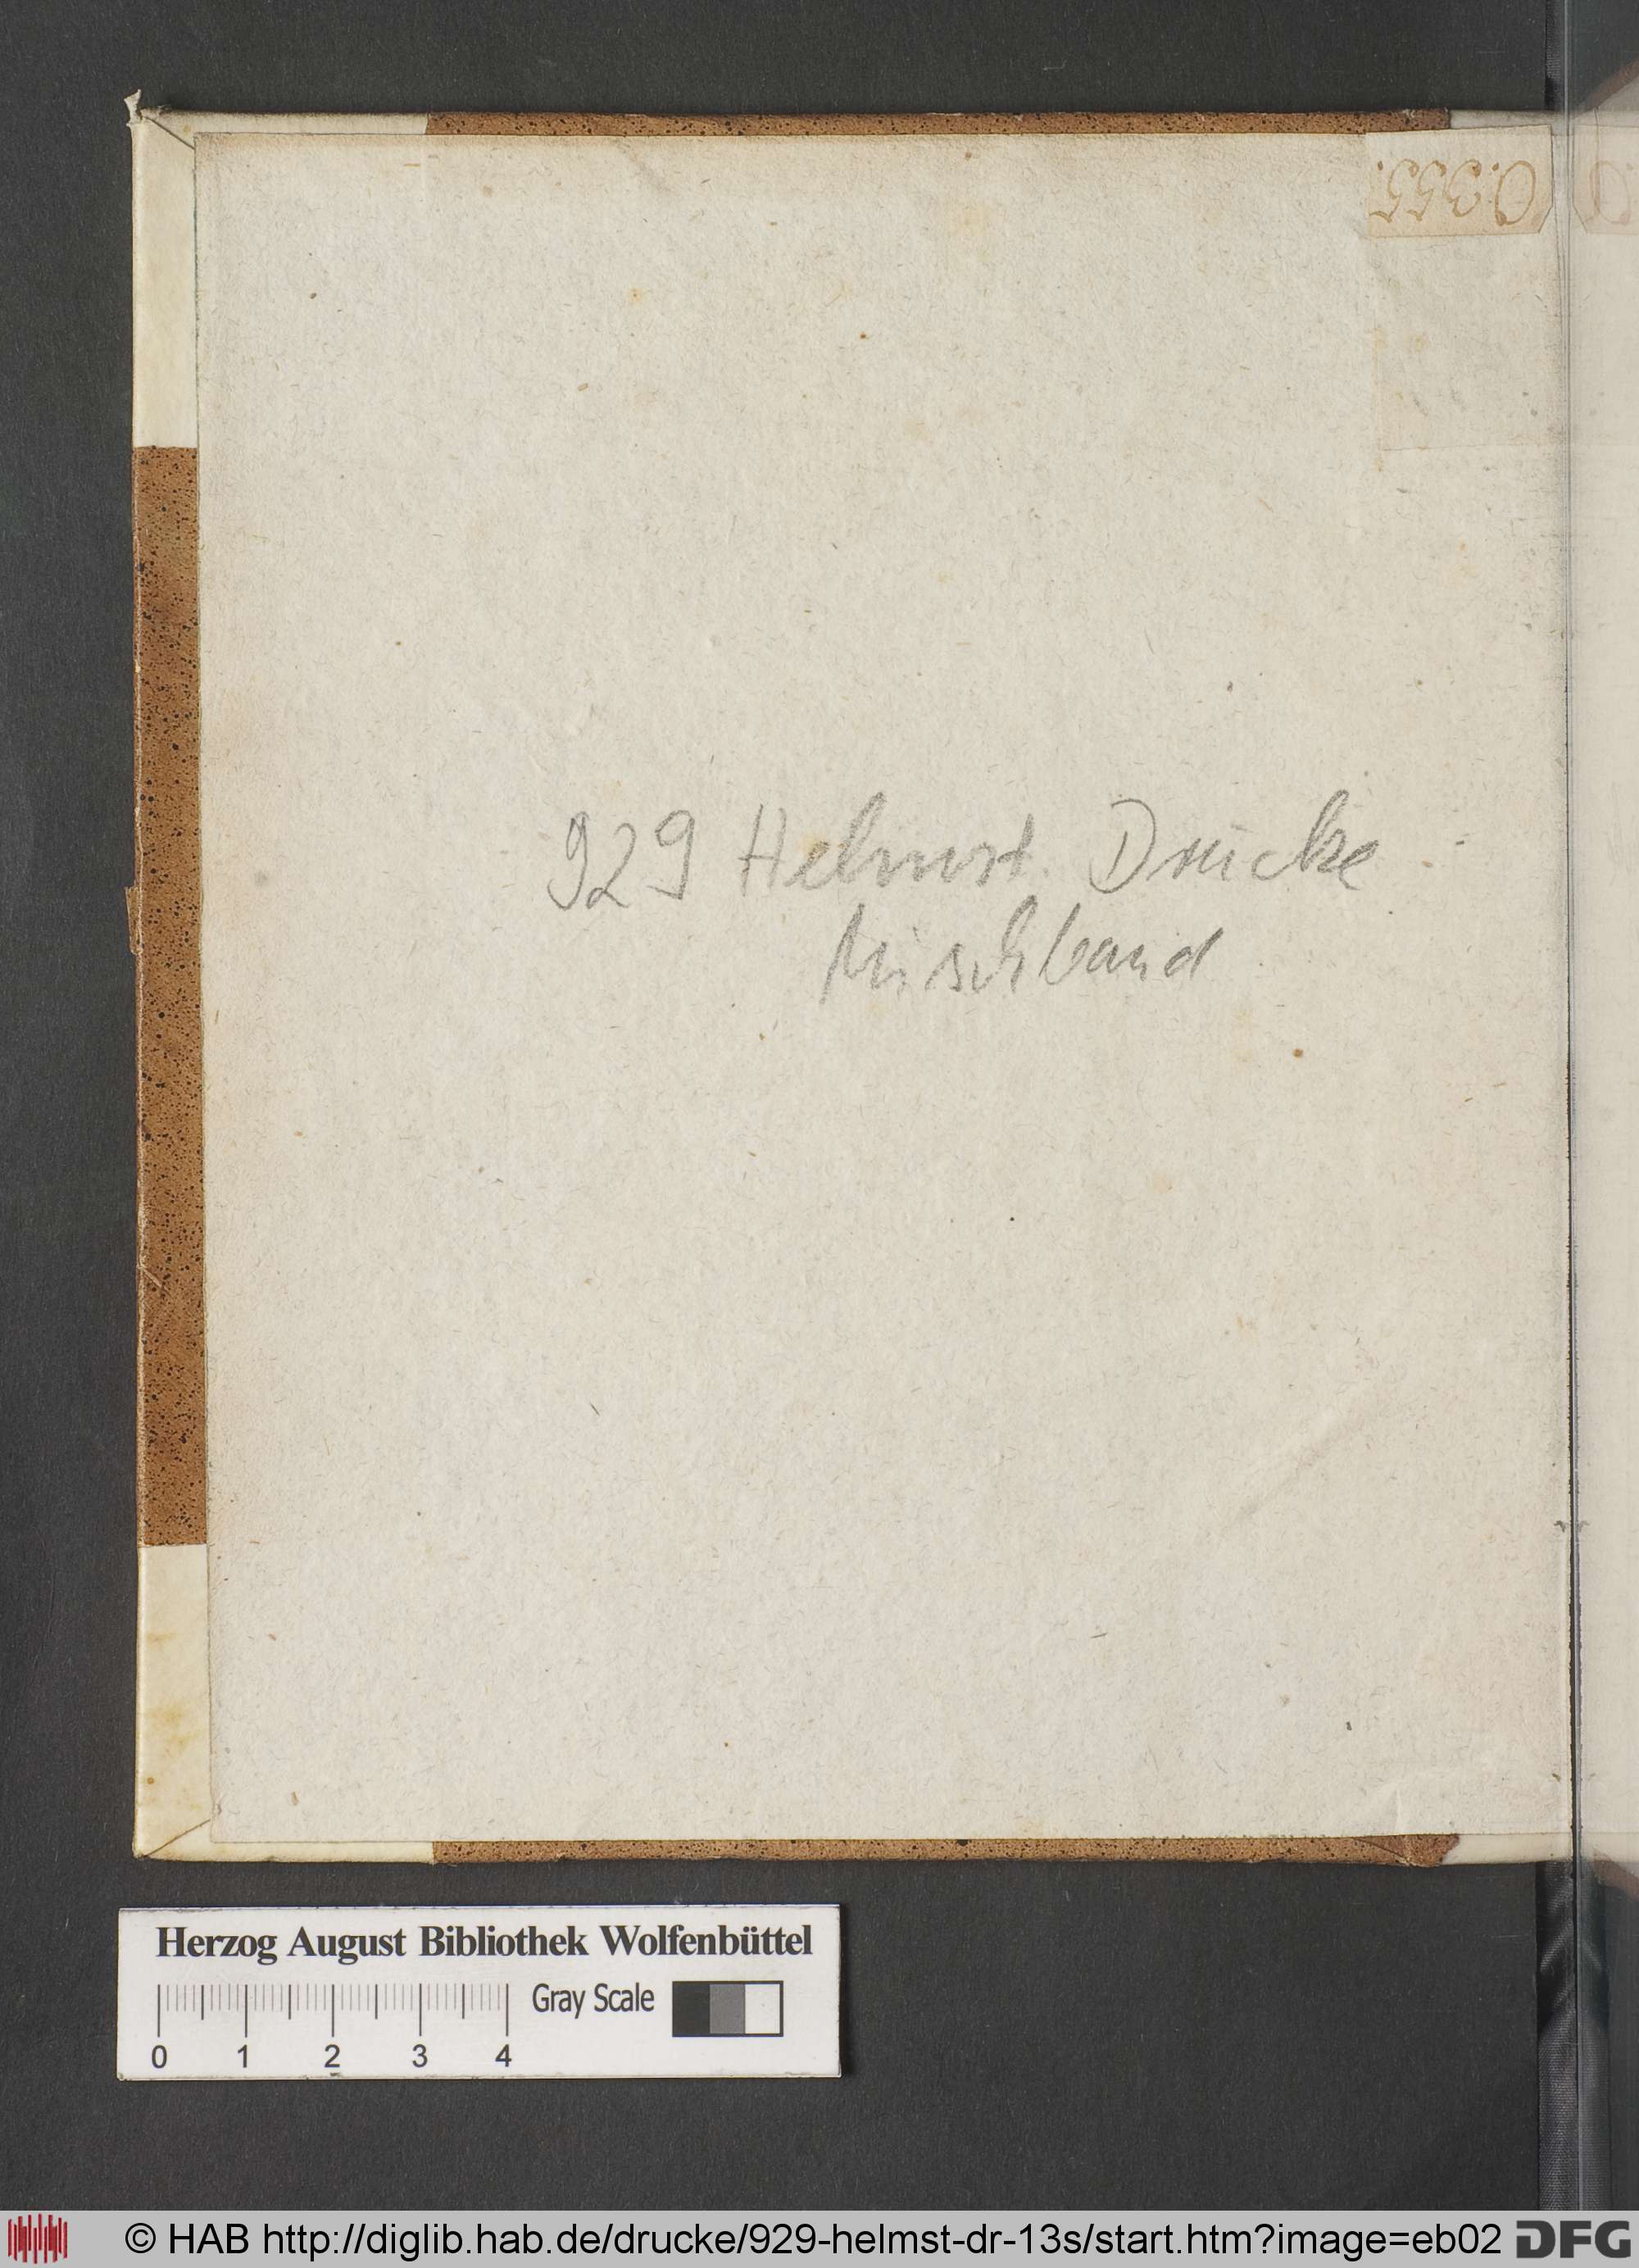 O. 355.
929 Helmst. Drucke
Mischband
Herzog August Bibliothek Wolfenbüttel
Gray Scale
0 1 2 3 4
© HAB http://diglib.hab.de/drucke/929-helmst-dr-13s/start.htm?image=eb02 DFG